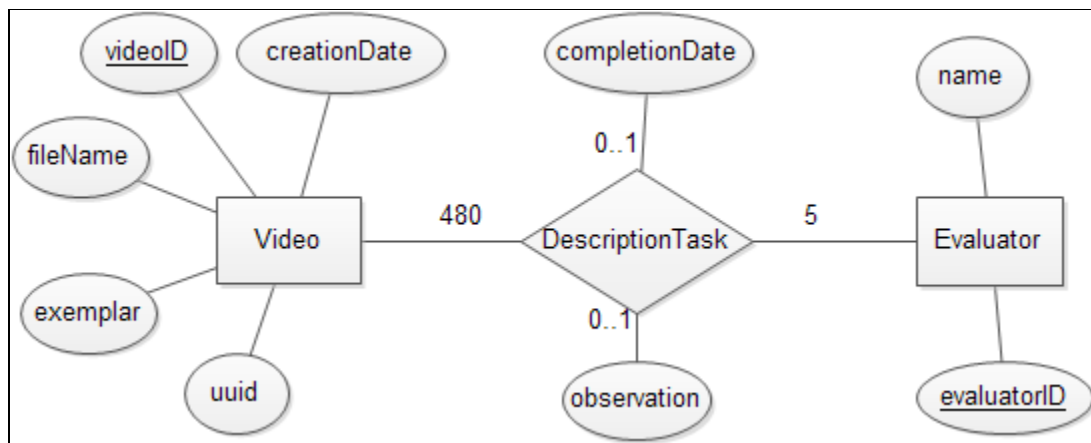 videoID
creationDate
completionDate
name
fileName
0..1
480
5
Video
DescriptionTask
Evaluator
exemplar
0..1
uuid
observation
evaluatorID